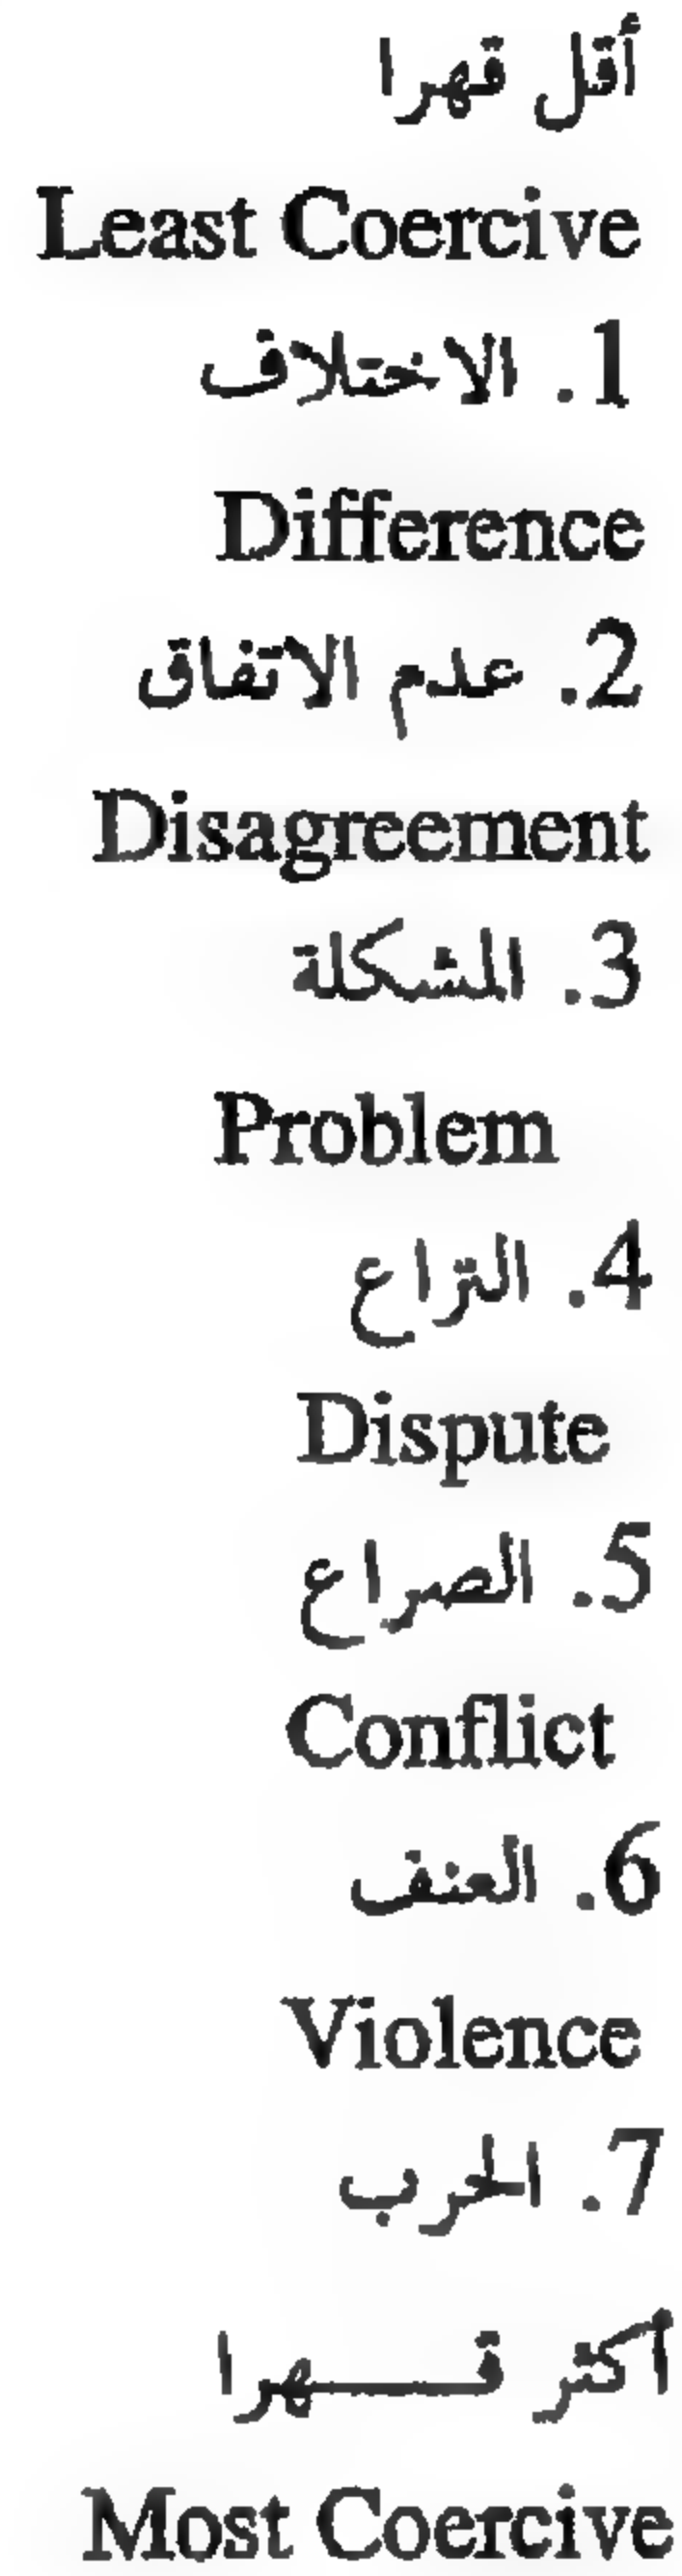 أقل قهرا
Least Coercive
1. الاختلاف
Difference
2. عدم الاتفاق
Disagreement
3. المشكلة
Problem
4. النزاع
Dispute
5. الصراع
Conflict
6. العنف
Violence
7. الحرب
أكثر قـــــهرا
Most Coercive